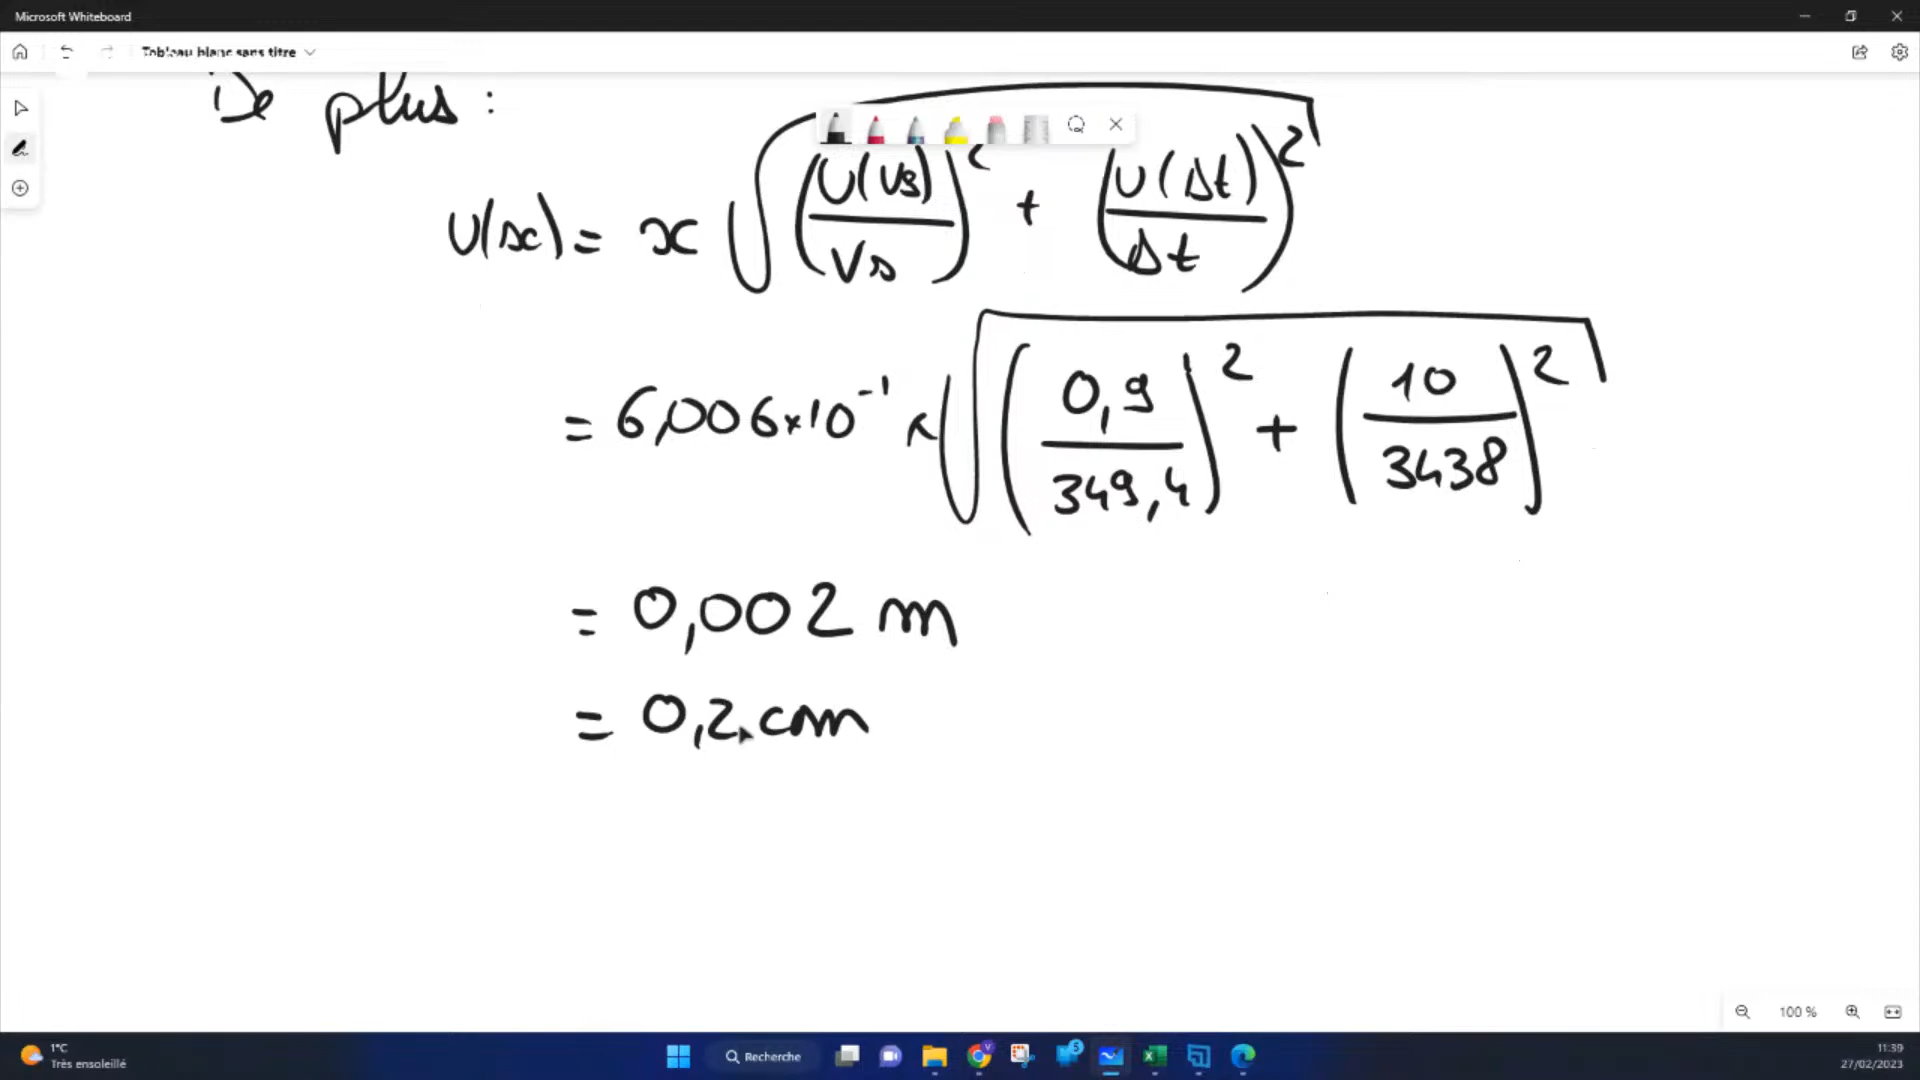 Microsoft Whiteboard
Tableau blanc sans titre
De plus :
U(x) = x √( (U(Vs)/Vs)² + (U(Δt)/Δt)² )
= 6,006×10⁻¹ × √( (0,9/349,4)² + (10/3438)² )
= 0,002 m
= 0,2 cm
100 %
1°C
Très ensoleillé
Recherche
5
11:39
27/02/2023